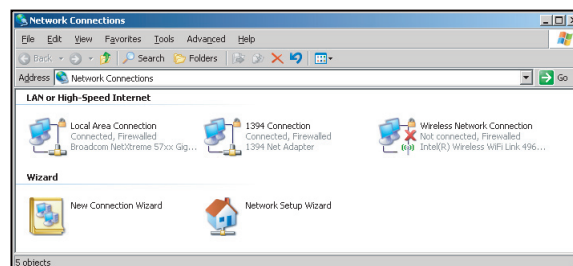 Network Connections
File Edit View Favorites Tools Advanced Help
Back Search Folders
Address Network Connections Go
LAN or High-Speed Internet
Local Area Connection
Connected, Firewalled
Broadcom NetXtreme 57xx Gig...
1394 Connection
Connected, Firewalled
1394 Net Adapter
Wireless Network Connection
Not connected, Firewalled
Intel(R) Wireless WiFi Link 496...
Wizard
New Connection Wizard
Network Setup Wizard
5 objects